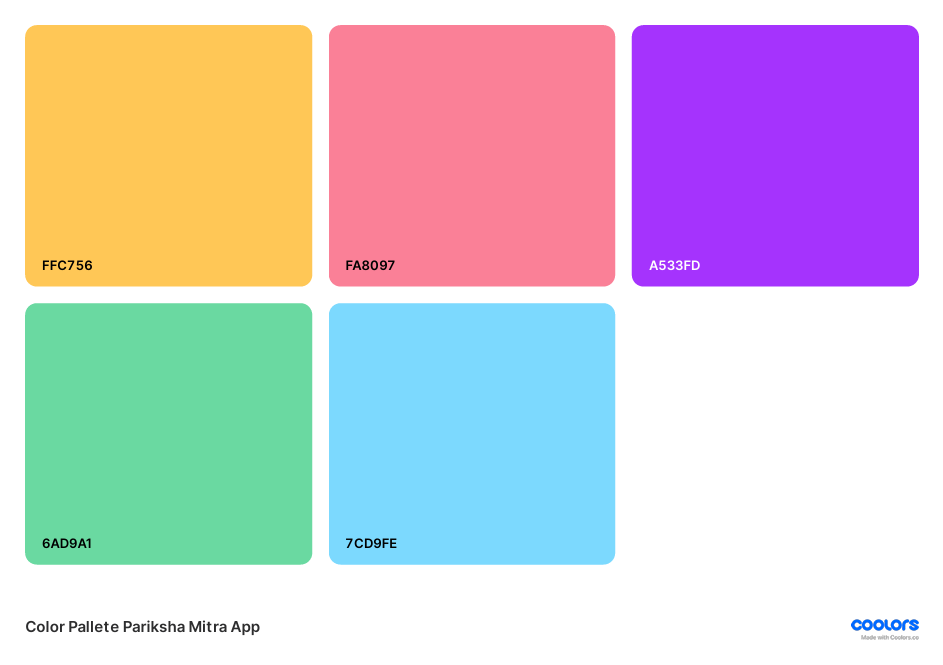 FFC756
FA8097
A533FD
6AD9A1
7CD9FE
Color Pallete Pariksha Mitra App
coolors
Made with Coolors.co